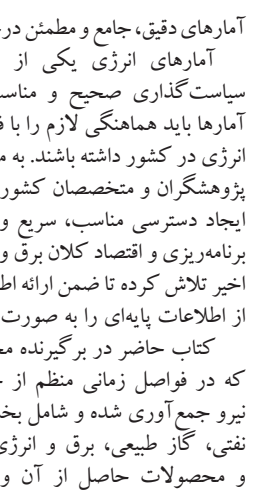 آمارهای دقیق، جامع و مطمئن در
آمارهای انرژی یکی از
سیاست‌گذاری صحیح و مناسب
آمارها باید هماهنگی لازم را با
انرژی در کشور داشته باشند. به
پژوهشگران و متخصصان کشور
ایجاد دسترسی مناسب، سریع و
برنامه‌ریزی و اقتصاد کلان برق و
اخیر تلاش کرده تا ضمن ارائه
از اطلاعات پایه‌ای را به صورت
کتاب حاضر در برگیرنده
که در فواصل زمانی منظم از
نیرو جمع‌آوری شده و شامل
نفتی، گاز طبیعی، برق و انرژی
و محصولات حاصل از آن و